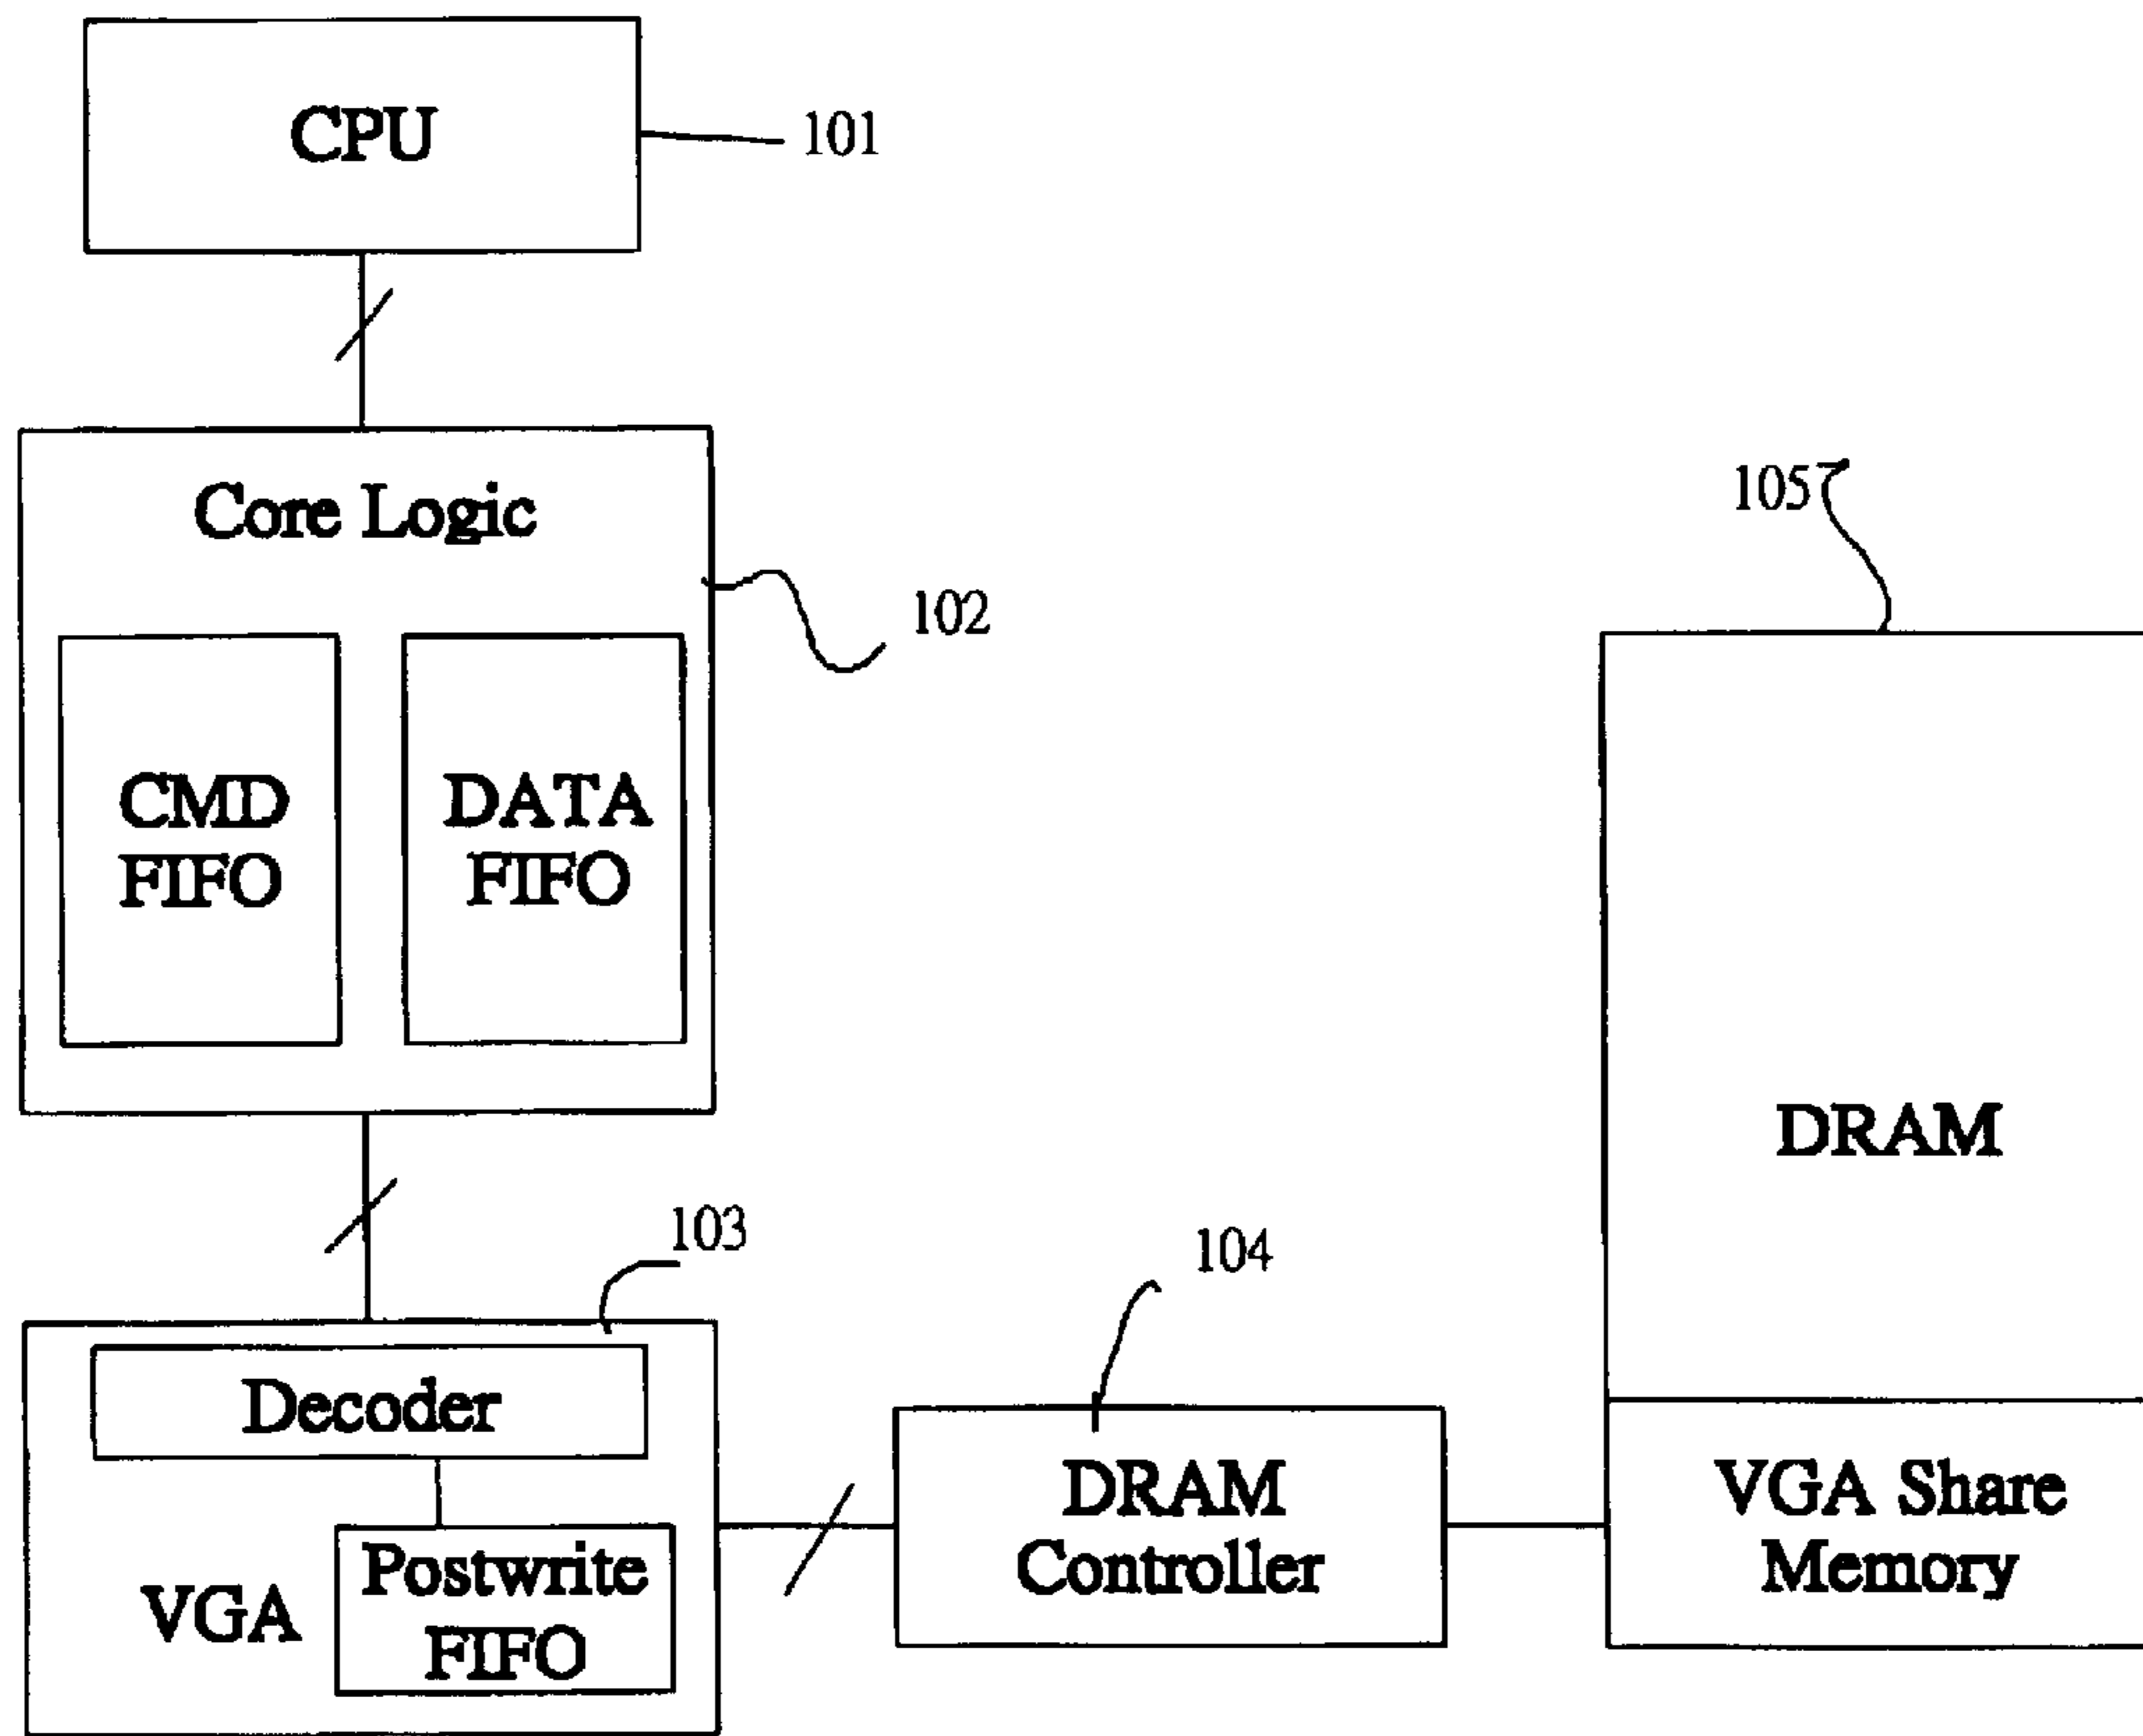 CPU
101
Core Logic
102
CMD
FIFO
DATA
FIFO
105
DRAM
103
104
Decoder
Postwrite
FIFO
VGA
DRAM
Controller
VGA Share
Memory